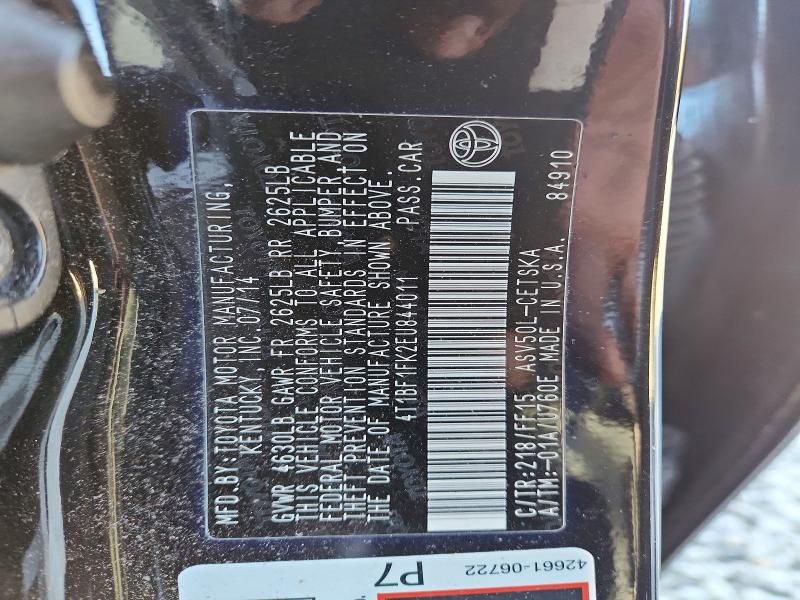 MFD.BY:TOYOTA MOTOR MANUFACTURING,
KENTUCKY, INC. 07/14
GVWR 4630LB GAWR FR 2625LB RR 2625LB
THIS VEHICLE CONFORMS TO ALL APPLICABLE
FEDERAL MOTOR VEHICLE SAFETY, BUMPER, AND
THEFT PREVENTION STANDARDS IN EFFECT ON
THE DATE OF MANUFACTURE SHOWN ABOVE.
4T1BF1FK2EU844011 PASS.CAR
C/TR:218/FF15 ASV50L-CETSKA
A/TM:-01A/U760E MADE IN U.S.A. 84910
42661-06722
P7